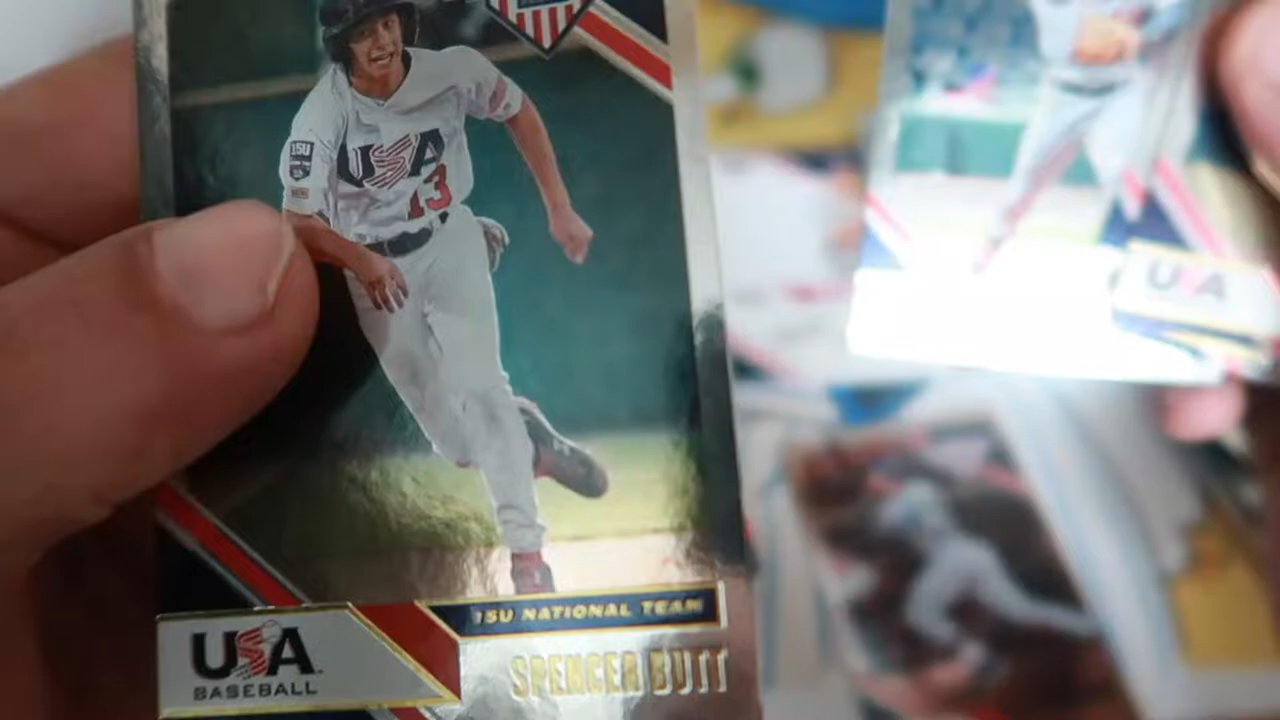 15U
USA
13
15U NATIONAL TEAM
USA
BASEBALL
SPENCER BUTT
USA